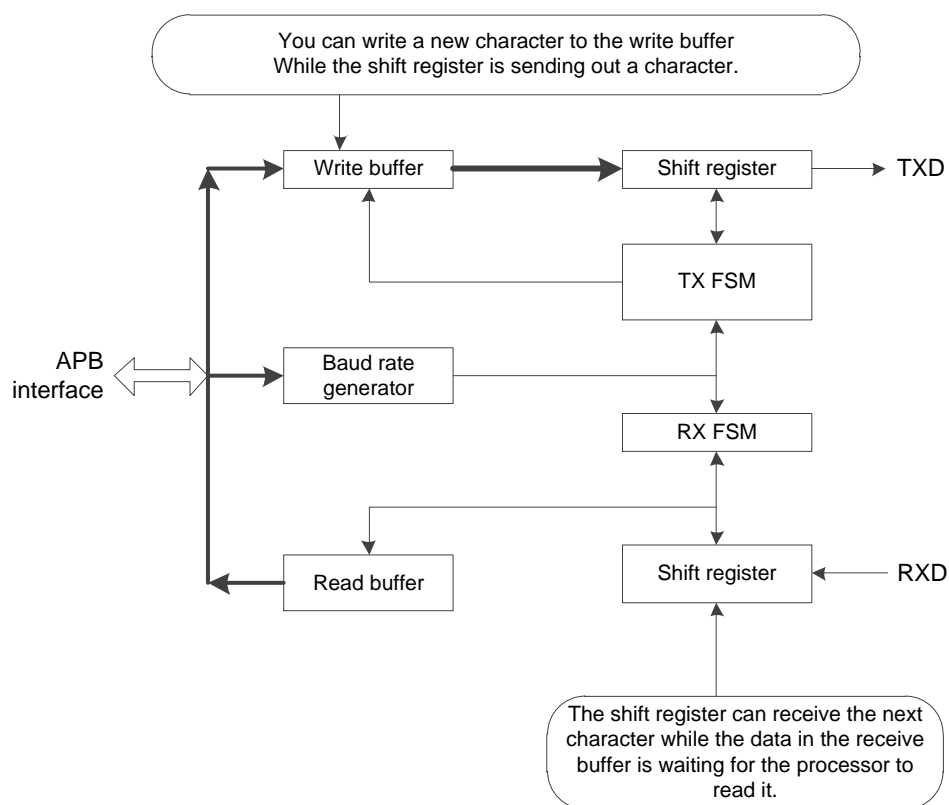 You can write a new character to the write buffer
While the shift register is sending out a character.
Write buffer
Shift register
TXD
TX FSM
APB
interface
Baud rate
generator
RX FSM
Read buffer
Shift register
RXD
The shift register can receive the next
character while the data in the receive
buffer is waiting for the processor to
read it.